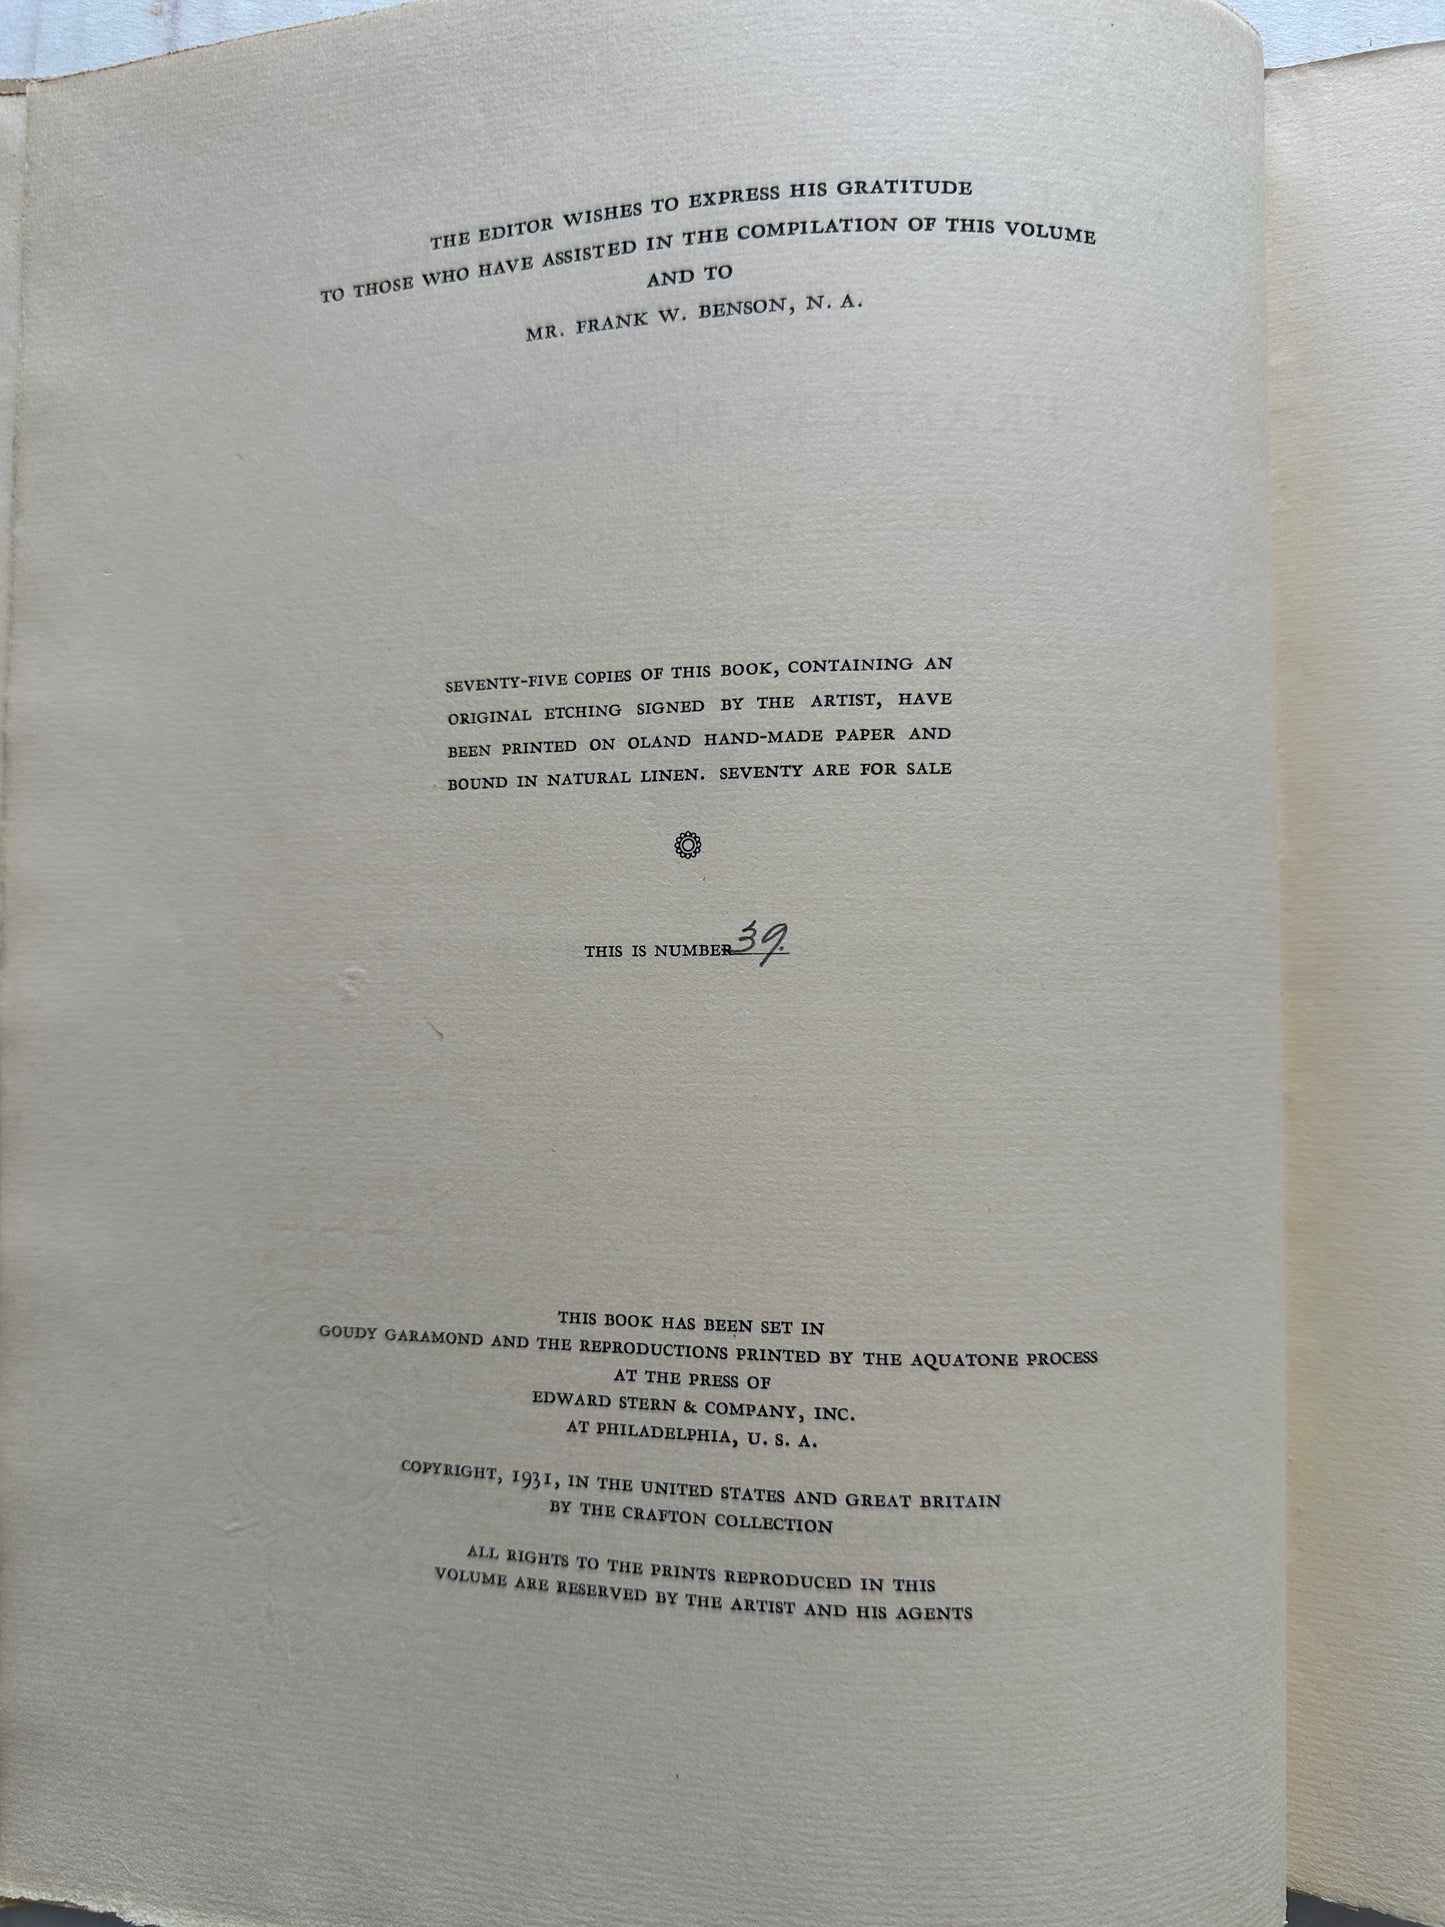 THE EDITOR WISHES TO EXPRESS HIS GRATITUDE
TO THOSE WHO HAVE ASSISTED IN THE COMPILATION OF THIS VOLUME
AND TO
MR. FRANK W. BENSON, N. A.
SEVENTY-FIVE COPIES OF THIS BOOK, CONTAINING AN
ORIGINAL ETCHING SIGNED BY THE ARTIST, HAVE
BEEN PRINTED ON OLAND HAND-MADE PAPER AND
BOUND IN NATURAL LINEN. SEVENTY ARE FOR SALE
THIS IS NUMBER 39.
THIS BOOK HAS BEEN SET IN
GOUDY GARAMOND AND THE REPRODUCTIONS PRINTED BY THE AQUATONE PROCESS
AT THE PRESS OF
EDWARD STERN & COMPANY, INC.
AT PHILADELPHIA, U. S. A.
COPYRIGHT, 1931, IN THE UNITED STATES AND GREAT BRITAIN
BY THE CRAFTON COLLECTION
ALL RIGHTS TO THE PRINTS REPRODUCED IN THIS
VOLUME ARE RESERVED BY THE ARTIST AND HIS AGENTS